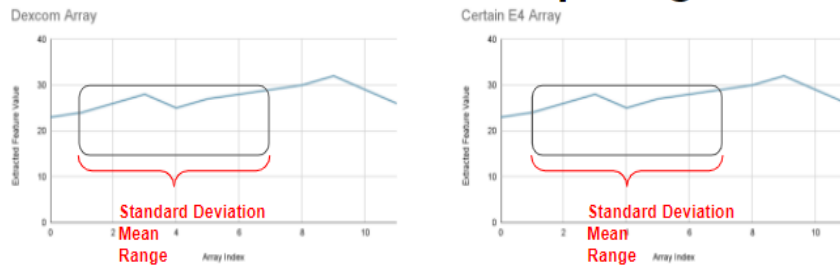 Dexcom Array
Certain E4 Array
40
30
20
10
0
Extracted Feature Value
0
2
4
6
8
10
Array Index
Standard Deviation
Mean
Range
40
30
20
10
0
Extracted Feature Value
0
2
4
6
8
10
Array Index
Standard Deviation
Mean
Range